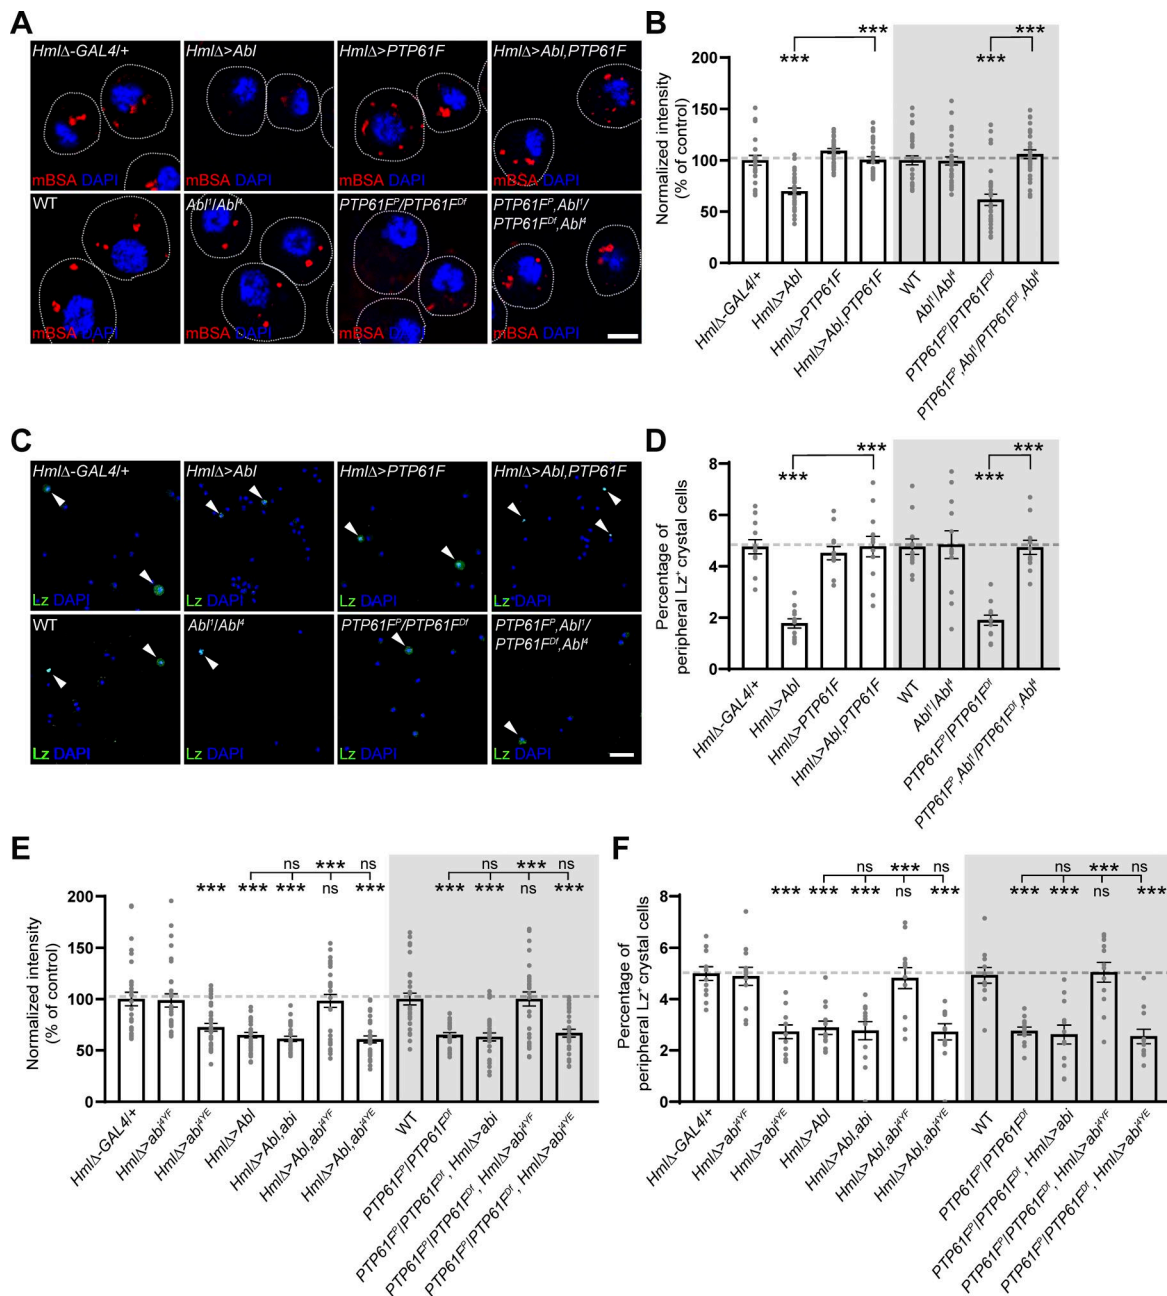 A
HmlΔ-GAL4/+
HmlΔ>Abl
HmlΔ>PTP61F
HmlΔ>Abl,PTP61F
mBSA DAPI
mBSA DAPI
mBSA DAPI
mBSA DAPI
WT
Abl¹/Abl⁴
PTP61Fᴾ/PTP61Fᴰᶠ
PTP61Fᴾ,Abl¹/
PTP61Fᴰᶠ,Abl⁴
mBSA DAPI
mBSA DAPI
mBSA DAPI
mBSA DAPI
B
Normalized intensity
(% of control)
200
150
100
50
0
***
***
***
***
HmlΔ-GAL4/+
HmlΔ>Abl
HmlΔ>PTP61F
HmlΔ>Abl,PTP61F
WT
Abl¹/Abl⁴
PTP61Fᴾ/PTP61Fᴰᶠ
PTP61Fᴾ,Abl¹/PTP61Fᴰᶠ,Abl⁴
C
HmlΔ-GAL4/+
HmlΔ>Abl
HmlΔ>PTP61F
HmlΔ>Abl,PTP61F
Lz DAPI
Lz DAPI
Lz DAPI
Lz DAPI
WT
Abl¹/Abl⁴
PTP61Fᴾ/PTP61Fᴰᶠ
PTP61Fᴾ,Abl¹/
PTP61Fᴰᶠ,Abl⁴
Lz DAPI
Lz DAPI
Lz DAPI
Lz DAPI
D
Percentage of
peripheral Lz⁺ crystal cells
8
6
4
2
0
***
***
***
***
HmlΔ-GAL4/+
HmlΔ>Abl
HmlΔ>PTP61F
HmlΔ>Abl,PTP61F
WT
Abl¹/Abl⁴
PTP61Fᴾ/PTP61Fᴰᶠ
PTP61Fᴾ,Abl¹/PTP61Fᴰᶠ,Abl⁴
E
Normalized intensity
(% of control)
200
150
100
50
0
ns *** ns
*** *** *** ns ***
ns *** ns
*** *** ns ***
HmlΔ-GAL4/+
HmlΔ>abi⁴ʸᶠ
HmlΔ>abi⁴ʸᴱ
HmlΔ>Abl
HmlΔ>Abl,abi
HmlΔ>Abl,abi⁴ʸᶠ
HmlΔ>Abl,abi⁴ʸᴱ
WT
PTP61Fᴾ/PTP61Fᴰᶠ
PTP61Fᴾ/PTP61Fᴰᶠ, HmlΔ>abi
PTP61Fᴾ/PTP61Fᴰᶠ, HmlΔ>abi⁴ʸᶠ
PTP61Fᴾ/PTP61Fᴰᶠ, HmlΔ>abi⁴ʸᴱ
F
Percentage of
peripheral Lz⁺ crystal cells
8
6
4
2
0
ns *** ns
*** *** *** ns ***
ns *** ns
*** *** ns ***
HmlΔ-GAL4/+
HmlΔ>abi⁴ʸᶠ
HmlΔ>abi⁴ʸᴱ
HmlΔ>Abl
HmlΔ>Abl,abi
HmlΔ>Abl,abi⁴ʸᶠ
HmlΔ>Abl,abi⁴ʸᴱ
WT
PTP61Fᴾ/PTP61Fᴰᶠ
PTP61Fᴾ/PTP61Fᴰᶠ, HmlΔ>abi
PTP61Fᴾ/PTP61Fᴰᶠ, HmlΔ>abi⁴ʸᶠ
PTP61Fᴾ/PTP61Fᴰᶠ, HmlΔ>abi⁴ʸᴱ